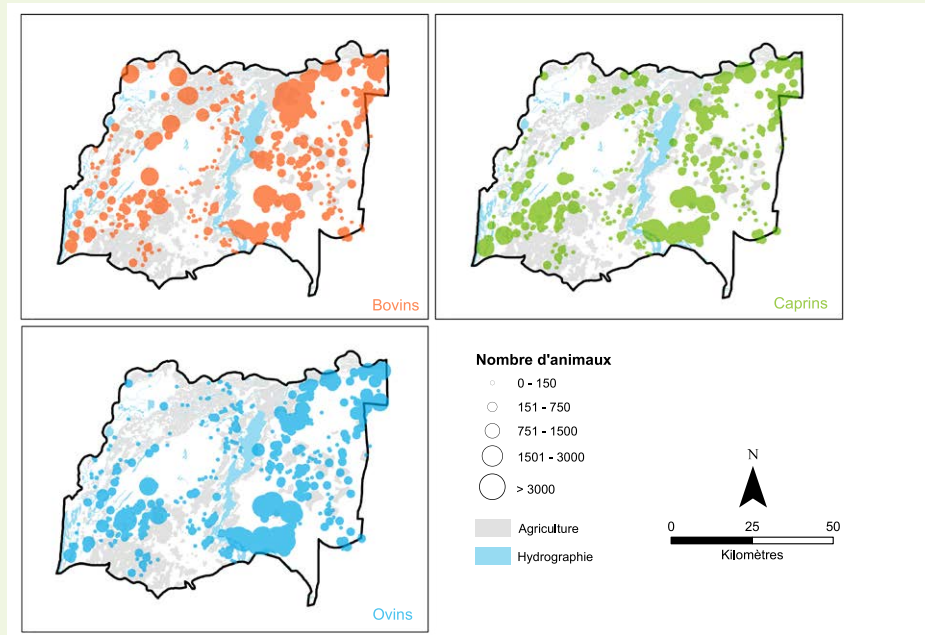 Bovins
Caprins
Ovins
Nombre d'animaux
0 - 150
151 - 750
751 - 1500
1501 - 3000
> 3000
Agriculture
Hydrographie
N
0 25 50
Kilomètres